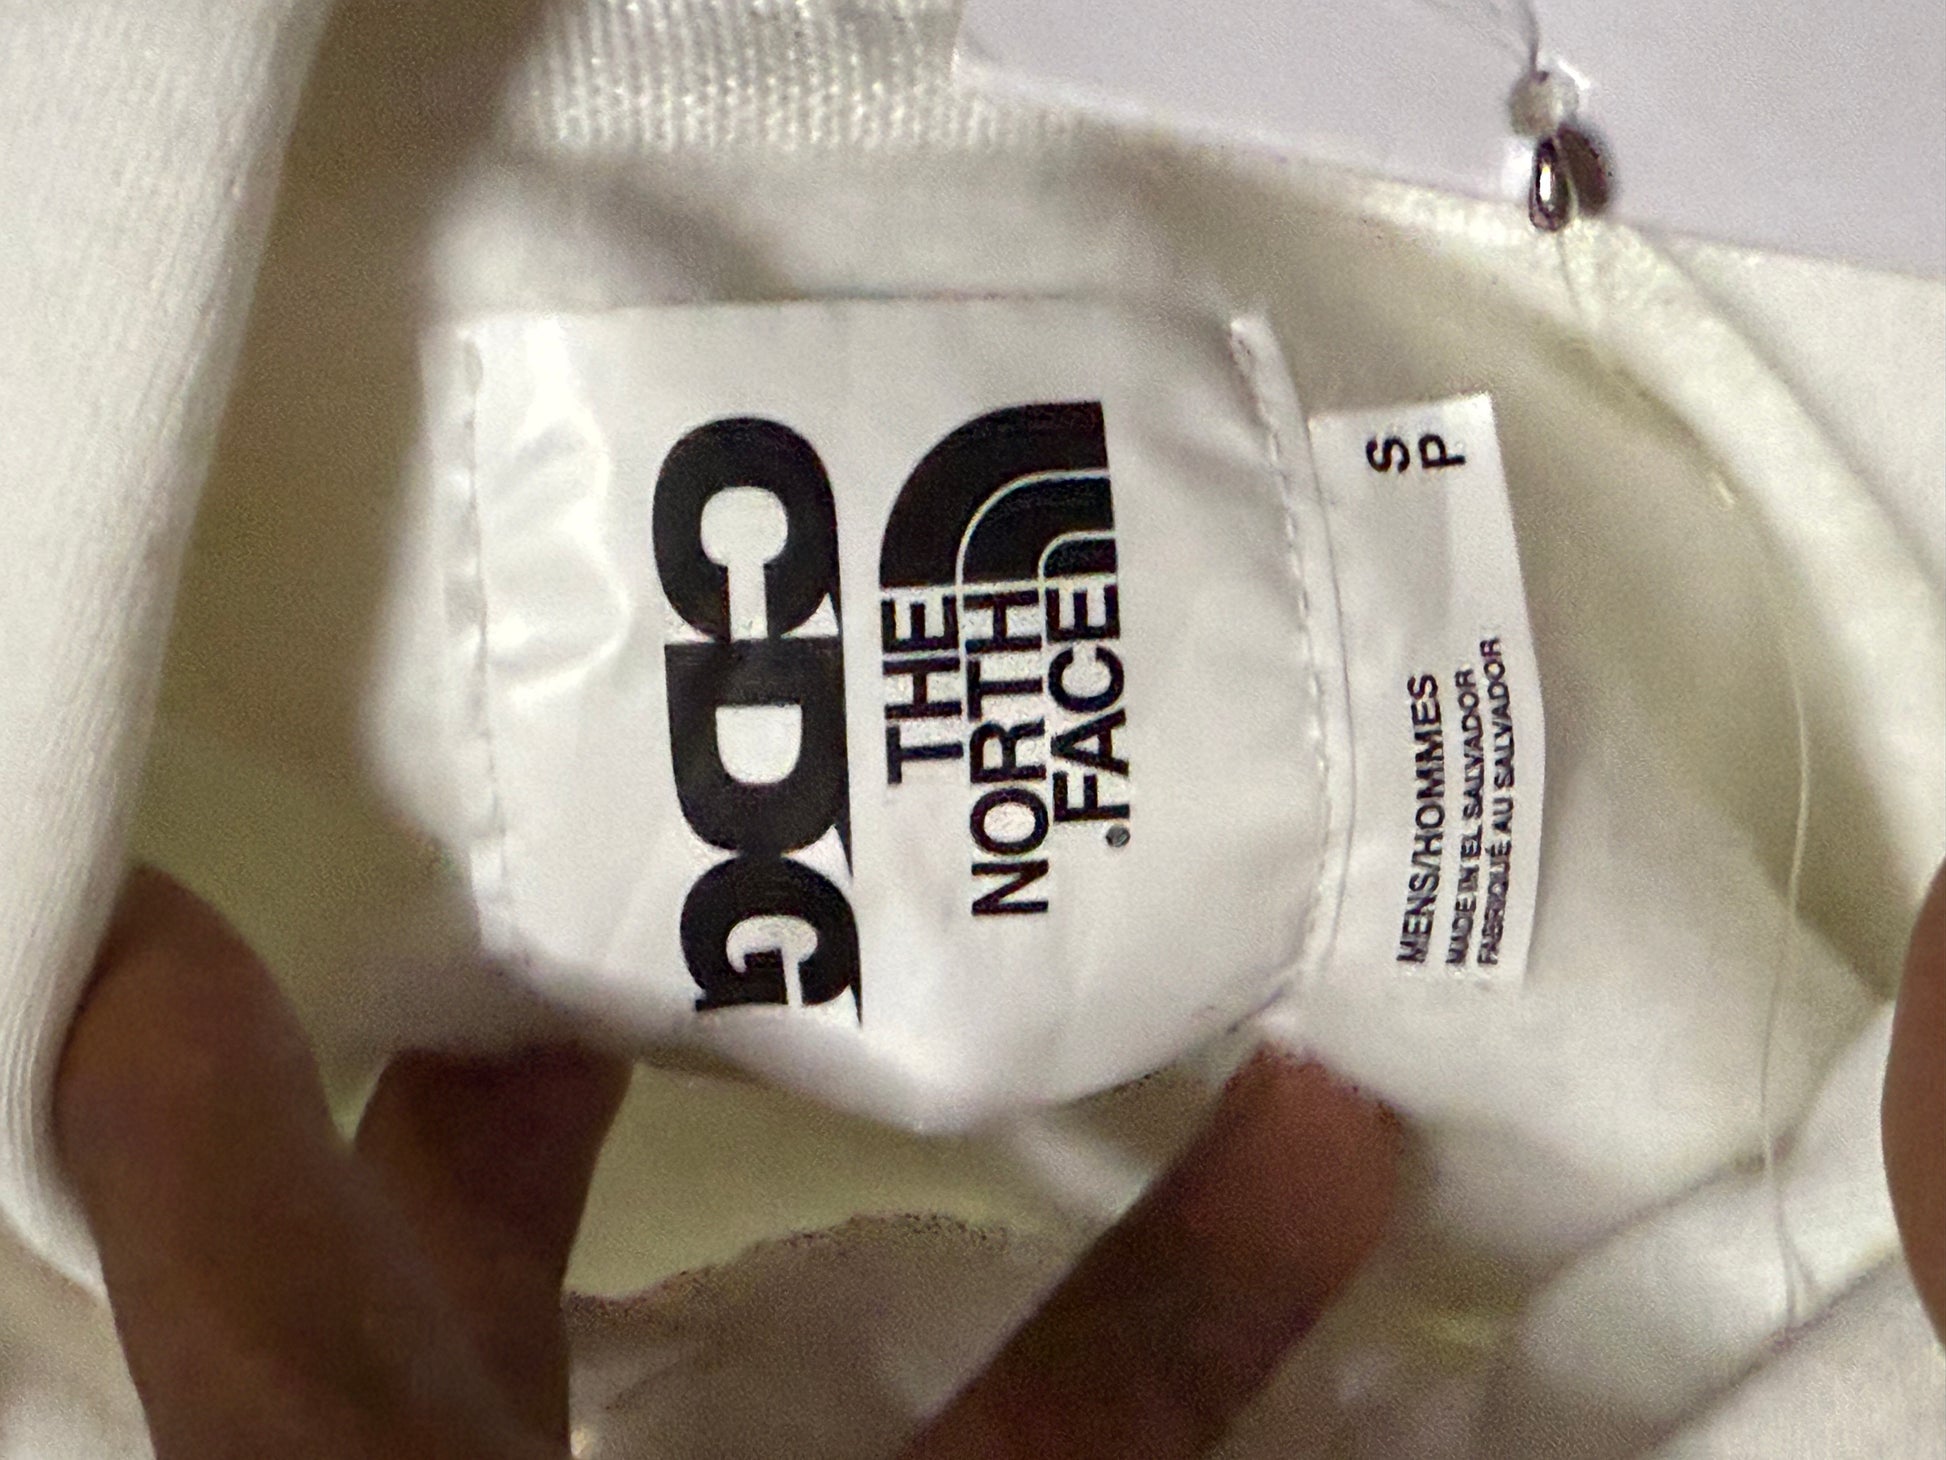 CDG
THE
NORTH
FACE
S
P
MENS/HOMMES
MADE IN EL SALVADOR
FABRIQUÉ AU SALVADOR